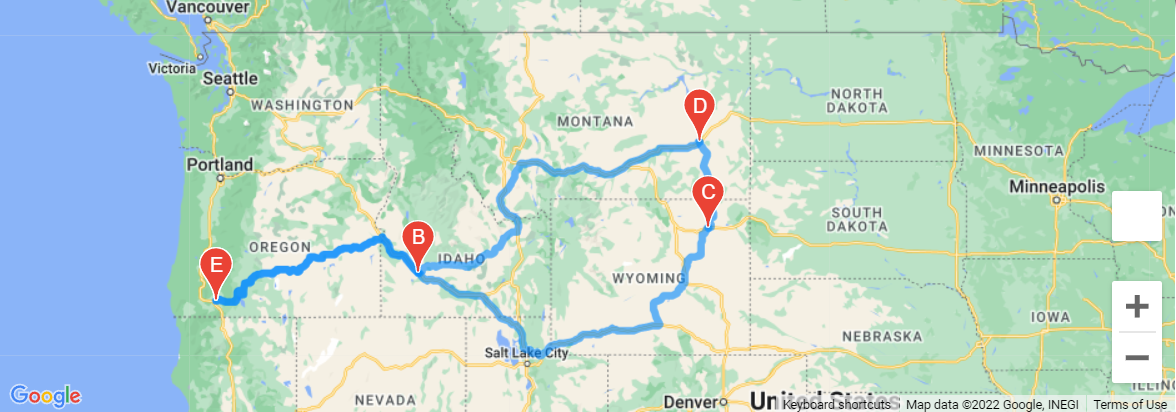 Vancouver
Victoria
Seattle
WASHINGTON
NORTH
DAKOTA
D
MONTANA
MINNESOTA
Portland
Minneapolis
C
SOUTH
DAKOTA
B
OREGON
IDAHO
E
WYOMING
+
IOWA
NEBRASKA
Salt Lake City
−
NEVADA
Denver
United States
ILLIN
Google
Keyboard shortcuts
Map data ©2022 Google, INEGI
Terms of Use